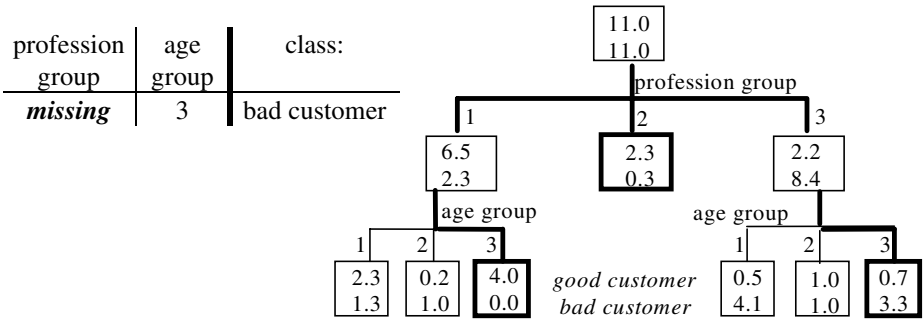 profession age class:
group group
missing 3 bad customer
11.0
11.0
profession group
1 2 3
6.5 2.3 2.2
2.3 0.3 8.4
age group age group
1 2 3 1 2 3
2.3 0.2 4.0 good customer 0.5 1.0 0.7
1.3 1.0 0.0 bad customer 4.1 1.0 3.3